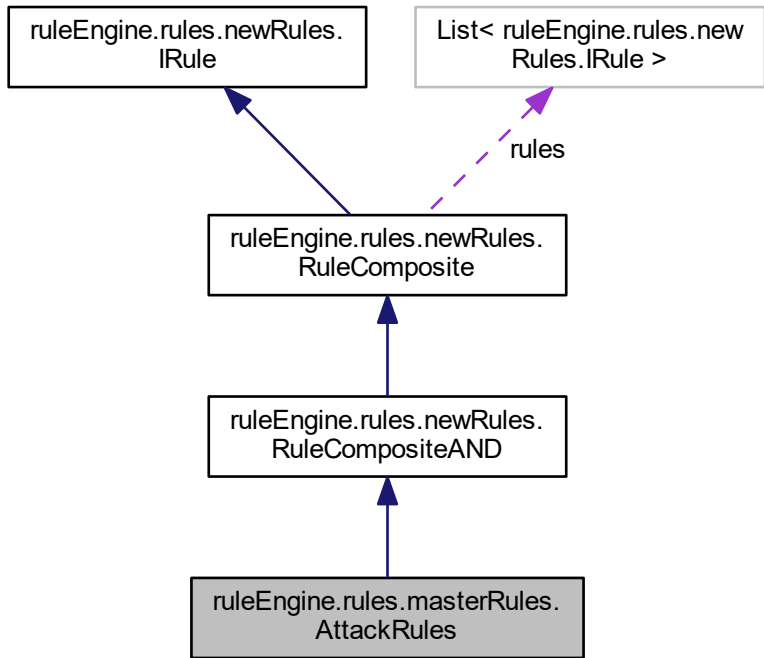 ruleEngine.rules.newRules.
IRule
List< ruleEngine.rules.new
Rules.IRule >
rules
ruleEngine.rules.newRules.
RuleComposite
ruleEngine.rules.newRules.
RuleCompositeAND
ruleEngine.rules.masterRules.
AttackRules